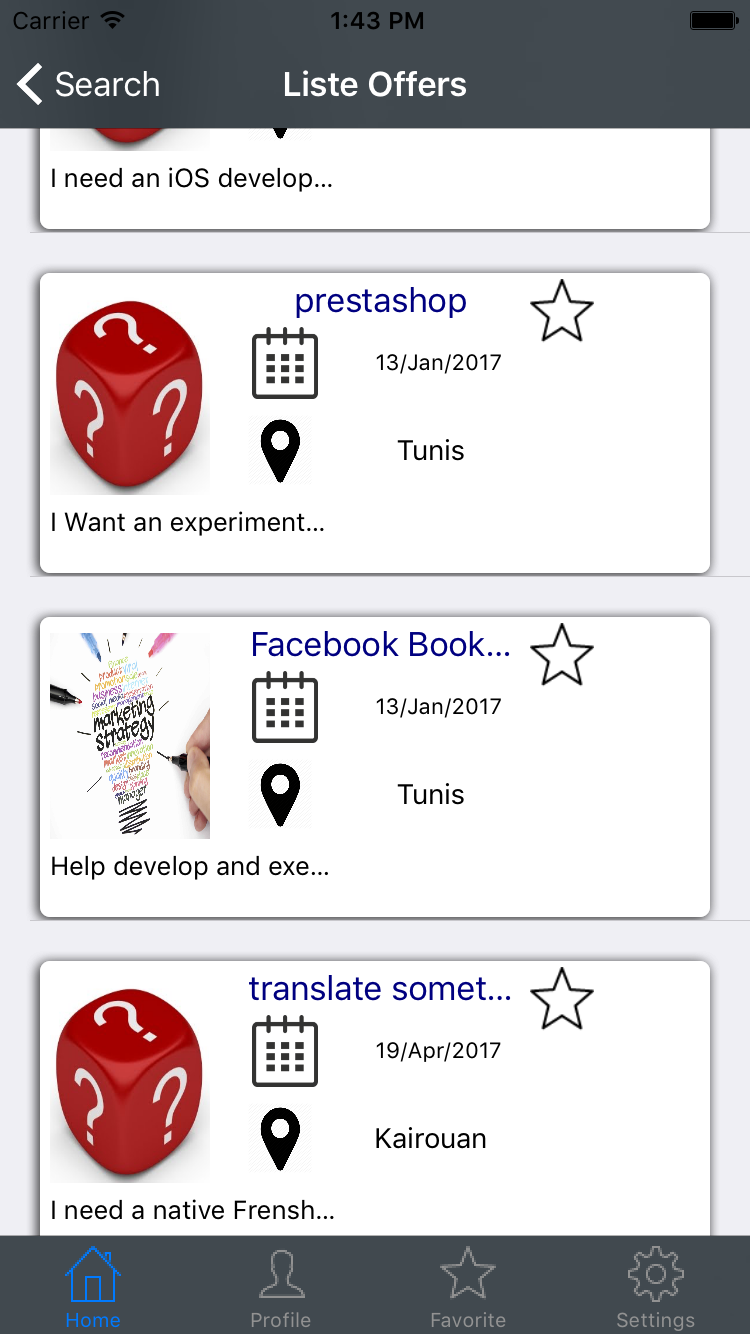 Carrier 1:43 PM
Search Liste Offers
I need an iOS develop...
prestashop
13/Jan/2017
Tunis
I Want an experiment...
Facebook Book...
13/Jan/2017
marketing
strategy
Tunis
Help develop and exe...
translate somet...
19/Apr/2017
Kairouan
I need a native Frensh...
Home Profile Favorite Settings